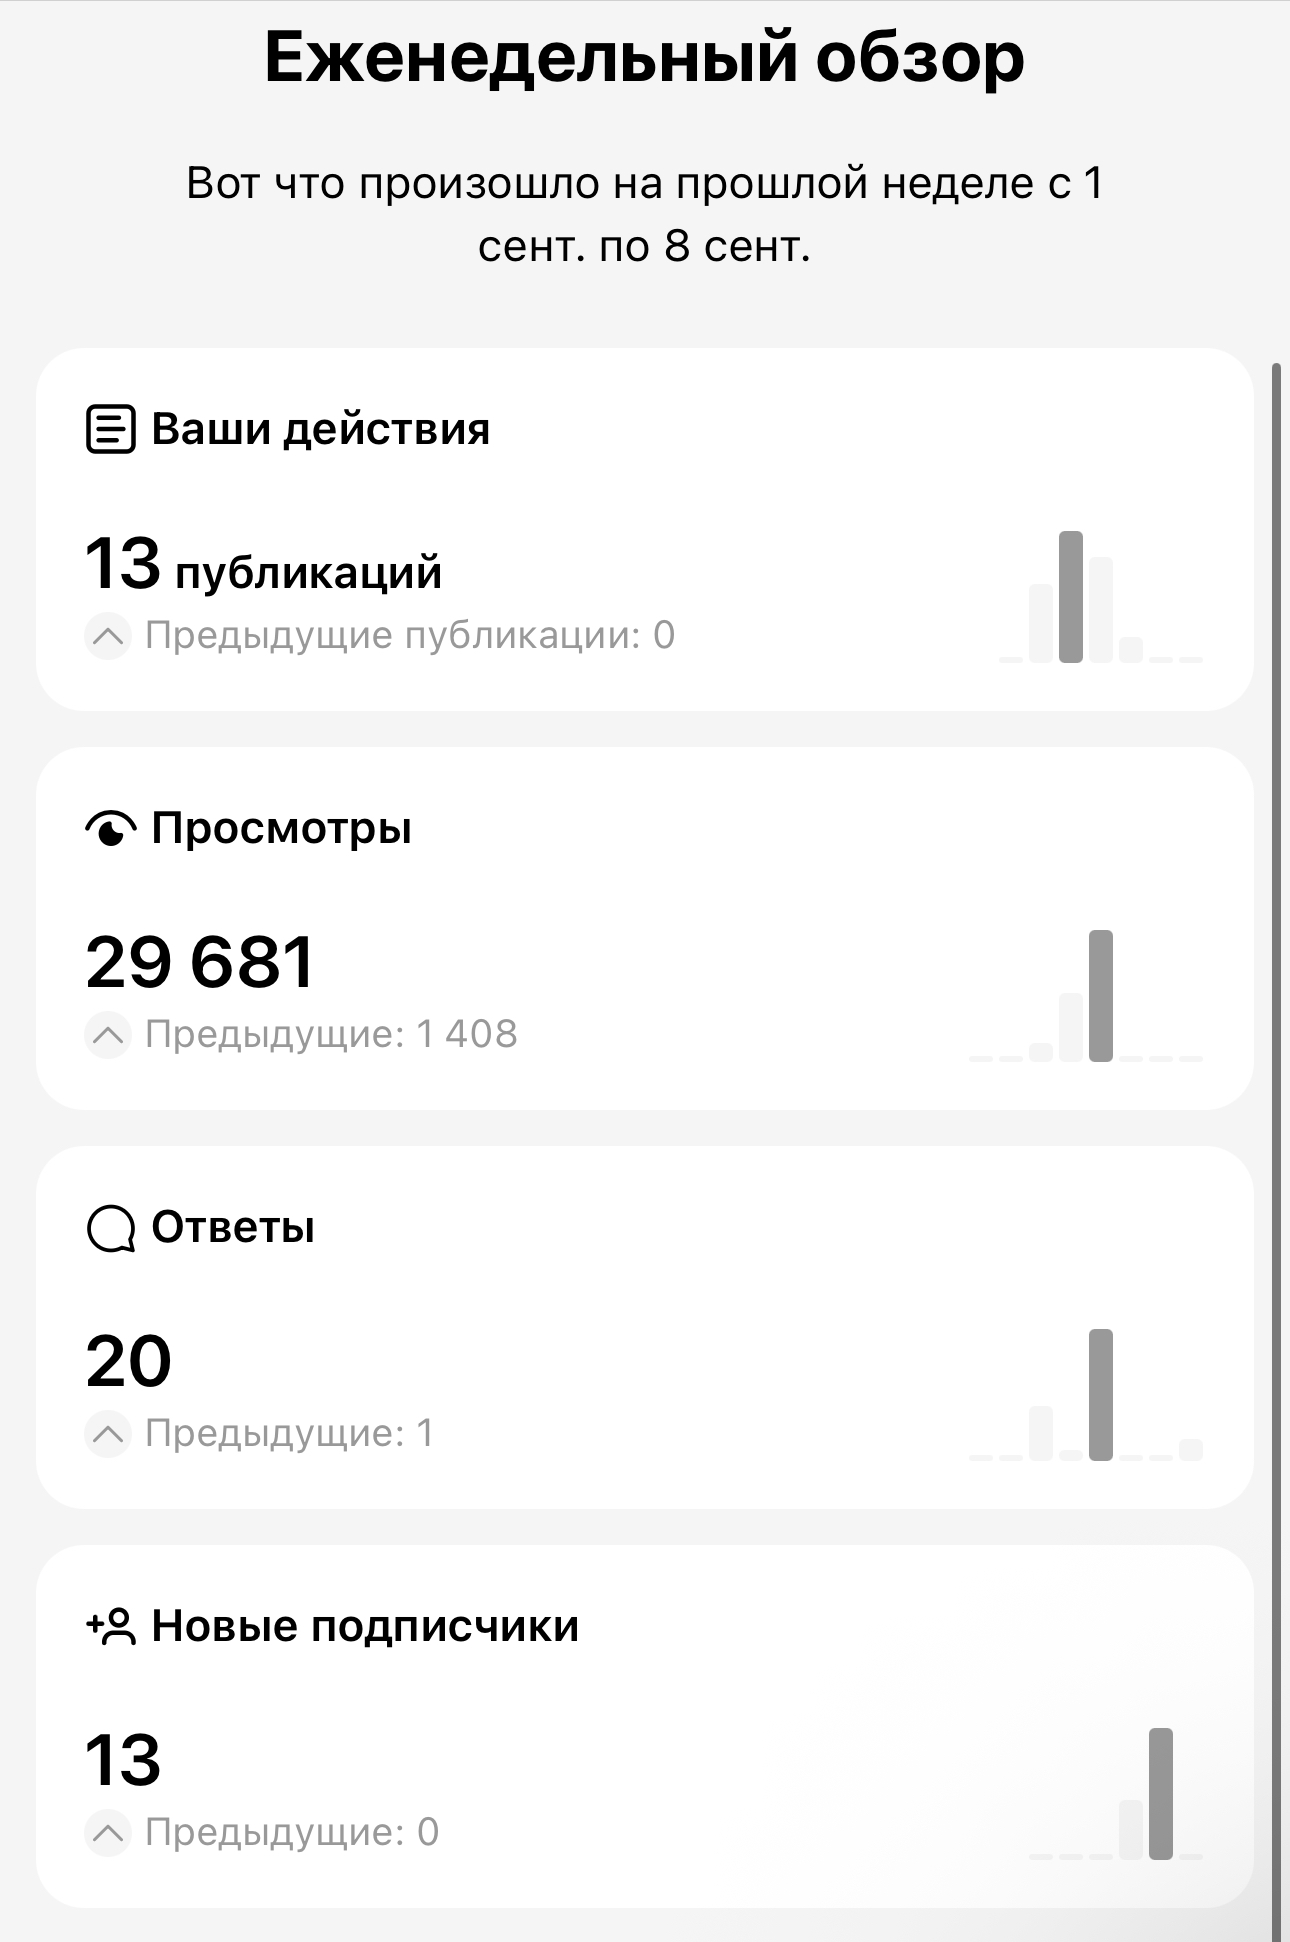 Еженедельный обзор
Вот что произошло на прошлой неделе с 1
сент. по 8 сент.
Ваши действия
13 публикаций
Предыдущие публикации: 0
Просмотры
29 681
Предыдущие: 1 408
Ответы
20
Предыдущие: 1
Новые подписчики
13
Предыдущие: 0